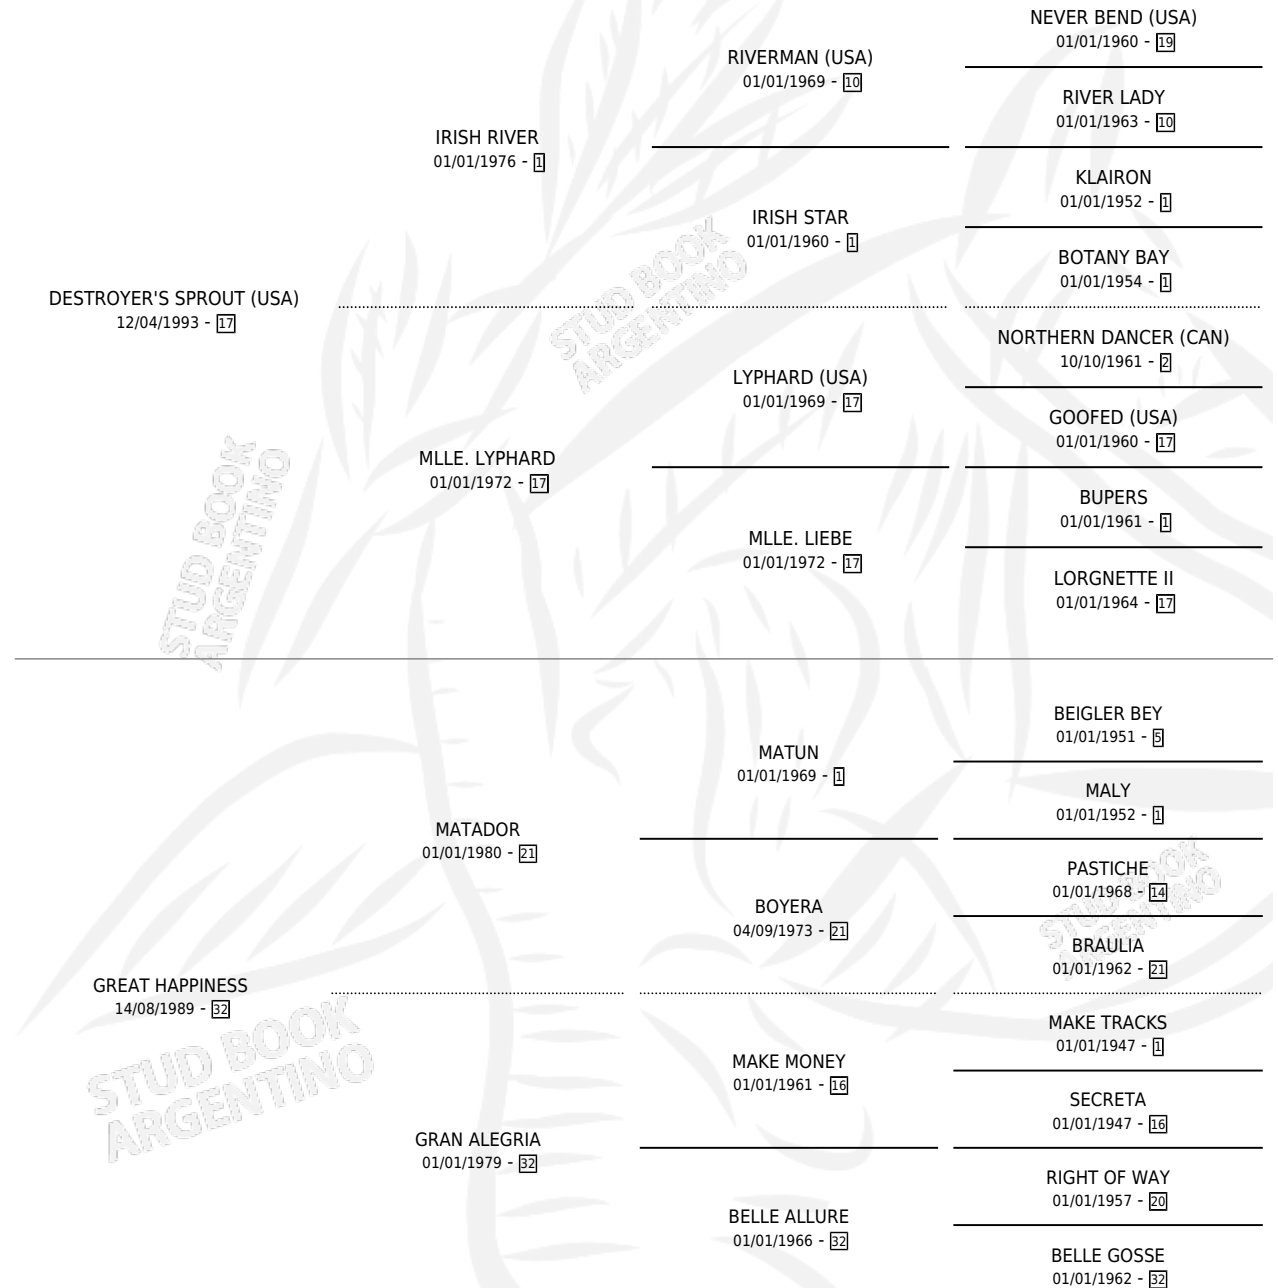 NEVER BEND (USA)
01/01/1960 - 19
RIVERMAN (USA)
01/01/1969 - 10
RIVER LADY
01/01/1963 - 10
IRISH RIVER
01/01/1976 - 1
KLAIRON
01/01/1952 - 1
IRISH STAR
01/01/1960 - 1
BOTANY BAY
01/01/1954 - 1
DESTROYER'S SPROUT (USA)
12/04/1993 - 17
NORTHERN DANCER (CAN)
10/10/1961 - 2
LYPHARD (USA)
01/01/1969 - 17
GOOFED (USA)
01/01/1960 - 17
MLLE. LYPHARD
01/01/1972 - 17
BUPERS
01/01/1961 - 1
MLLE. LIEBE
01/01/1972 - 17
LORGNETTE II
01/01/1964 - 17
BEIGLER BEY
01/01/1951 - 5
MATUN
01/01/1969 - 1
MALY
01/01/1952 - 1
MATADOR
01/01/1980 - 21
PASTICHE
01/01/1968 - 14
BOYERA
04/09/1973 - 21
BRAULIA
01/01/1962 - 21
GREAT HAPPINESS
14/08/1989 - 32
MAKE TRACKS
01/01/1947 - 1
MAKE MONEY
01/01/1961 - 16
SECRETA
01/01/1947 - 16
GRAN ALEGRIA
01/01/1979 - 32
RIGHT OF WAY
01/01/1957 - 20
BELLE ALLURE
01/01/1966 - 32
BELLE GOSSE
01/01/1962 - 32
STUD BOOK
ARGENTINO
STUD BOOK
ARGENTINO
STUD BOOK
ARGENTINO
STUD BOOK
ARGENTINO